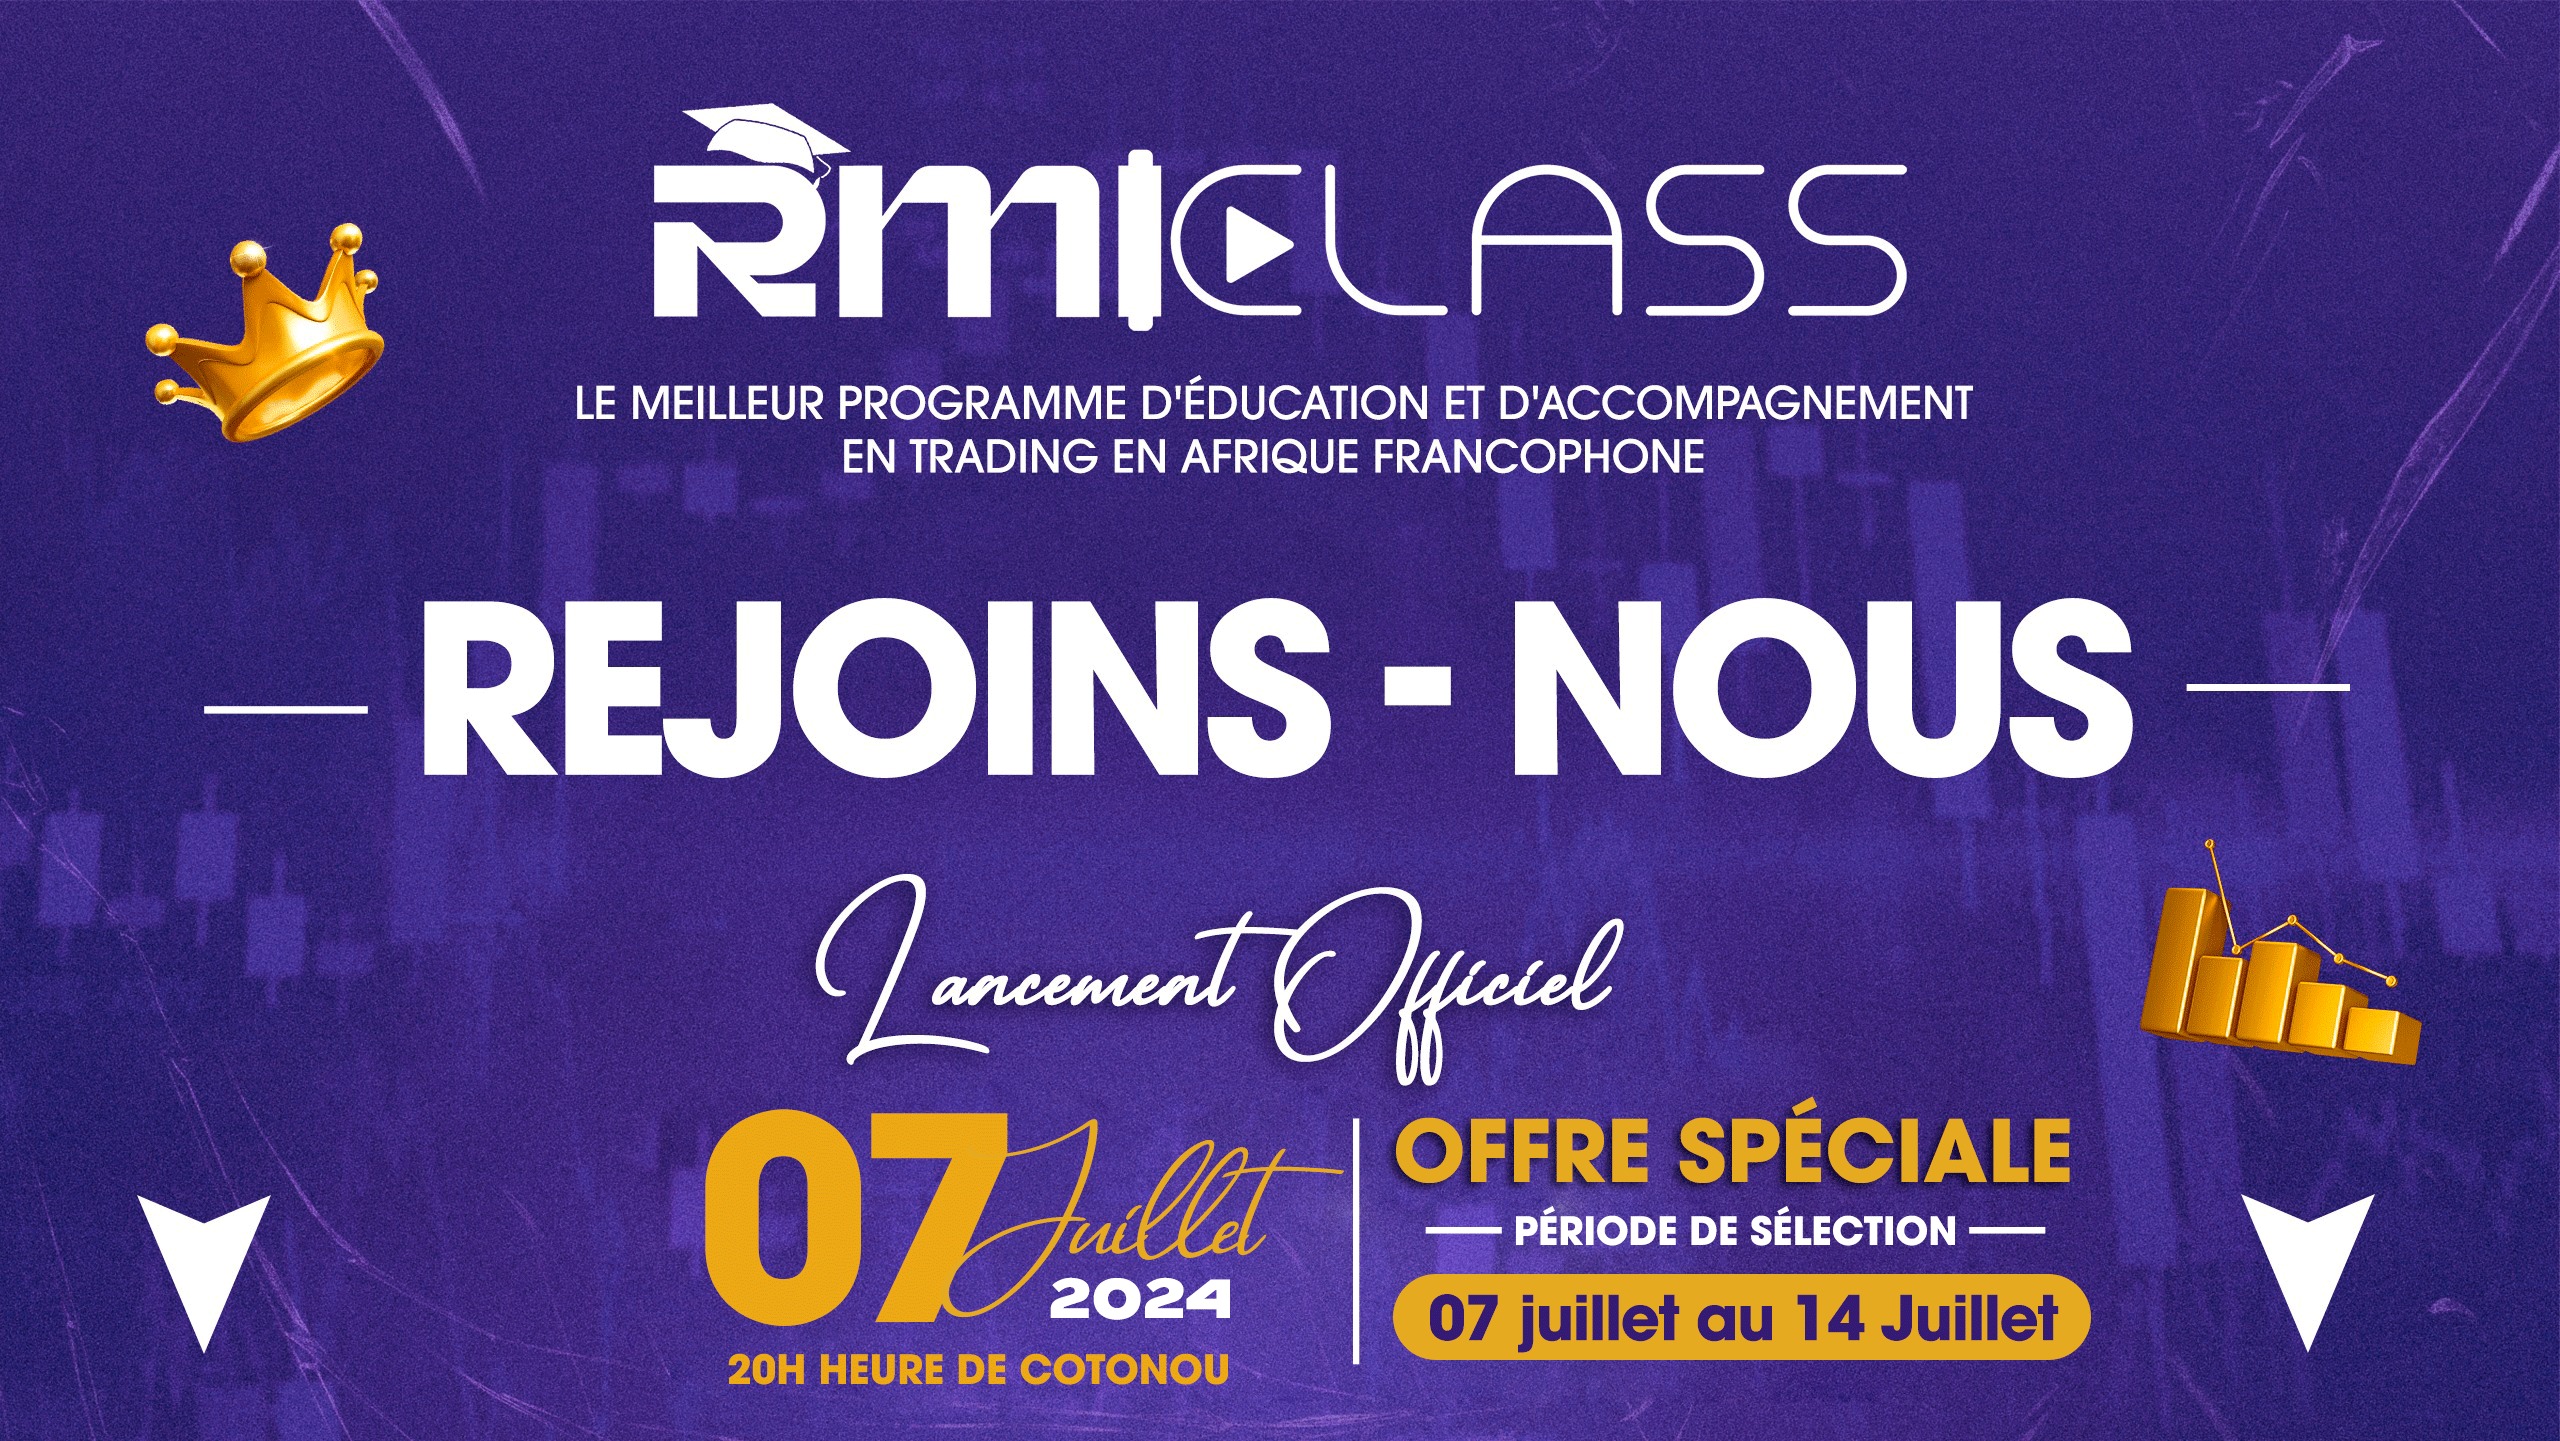 RMI CLASS
LE MEILLEUR PROGRAMME D'ÉDUCATION ET D'ACCOMPAGNEMENT
EN TRADING EN AFRIQUE FRANCOPHONE
REJOINS - NOUS
Lancement Officiel
07 Juillet
2024
20H HEURE DE COTONOU
OFFRE SPÉCIALE
PÉRIODE DE SÉLECTION
07 juillet au 14 Juillet